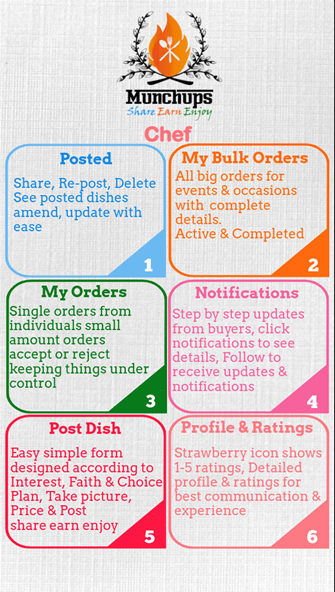 Munchups
Share Earn Enjoy
Chef
Posted
Share, Re-post, Delete
See posted dishes
amend, update with
ease
1
My Bulk Orders
All big orders for
events & occasions
with complete
details.
Active & Completed
2
My Orders
Single orders from
individuals small
amount orders
accept or reject
keeping things under
control
3
Notifications
Step by step updates
from buyers, click
notifications to see
details, Follow to
receive updates &
notifications
4
Post Dish
Easy simple form
designed according to
Interest, Faith & Choice
Plan, Take picture,
Price & Post
share earn enjoy
5
Profile & Ratings
Strawberry icon shows
1-5 ratings, Detailed
profile & ratings for
best communication &
experience
6